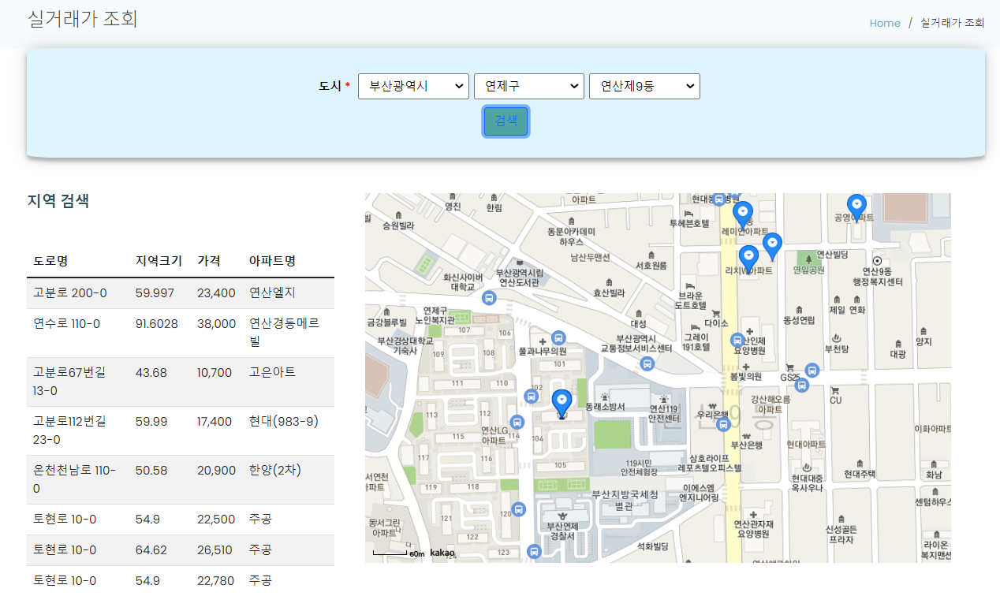 실거래가 조회
Home / 실거래가 조회
도시 * 부산광역시 연제구 연산제9동
검색
지역 검색
도로명 지역크기 가격 아파트명
고분로 200-0 59.997 23,400 연산엘지
연수로 110-0 91.6028 38,000 연산경동메르
빌
고분로67번길
13-0 43.68 10,700 고은아트
고분로112번길
23-0 59.99 17,400 현대(983-9)
온천천남로 110-
0 50.58 20,900 한양(2차)
토현로 10-0 54.9 22,500 주공
토현로 10-0 64.62 26,510 주공
토현로 10-0 54.9 22,780 주공
영진
한림
아파트
승원빌라
동문아카데미
하우스
남산두맨션
투헤븐호텔
레미안아파트
공영아파트
서호원룸
리치W아파트
연산빌딩
연일공원
연산9동
행정복지센터
화신사이버
대학교
부산광역시립
연산도서관
효산빌라
브라운
도트호텔
연제구
노인복지관
금강블루빌
대성
다이소
동성연립
제일
연화
부산경상대학교
기숙사
107
106
108
109
풀과나무의원
부산광역시
교통정보서비스센터
그레이
191호텔
요양병원
부천탕
대광
양지
101
102
110
111
봄빛의원
GS25
CU
강산해오름
아파트
동래소방서
연산119
안전센터
우리은행
113
114
115
연산LG
아파트
104
부산은행
현대아파트
이화아파트
116
117
105
119시민
안전체험장
삼호라이프
레포츠텔오피스텔
현대대중
옥사우나
현대주택
화남
서연천
파트
118
119
부산지방국세청
별관
이에스엠
엔지니어링
센텀하우스
동서그린
아파트
120
121
122
123
124
부산연제
경찰서
연산관자재
요양병원
신성골든
프라자
석화빌딩
라이온
복지맨션
60m kakao